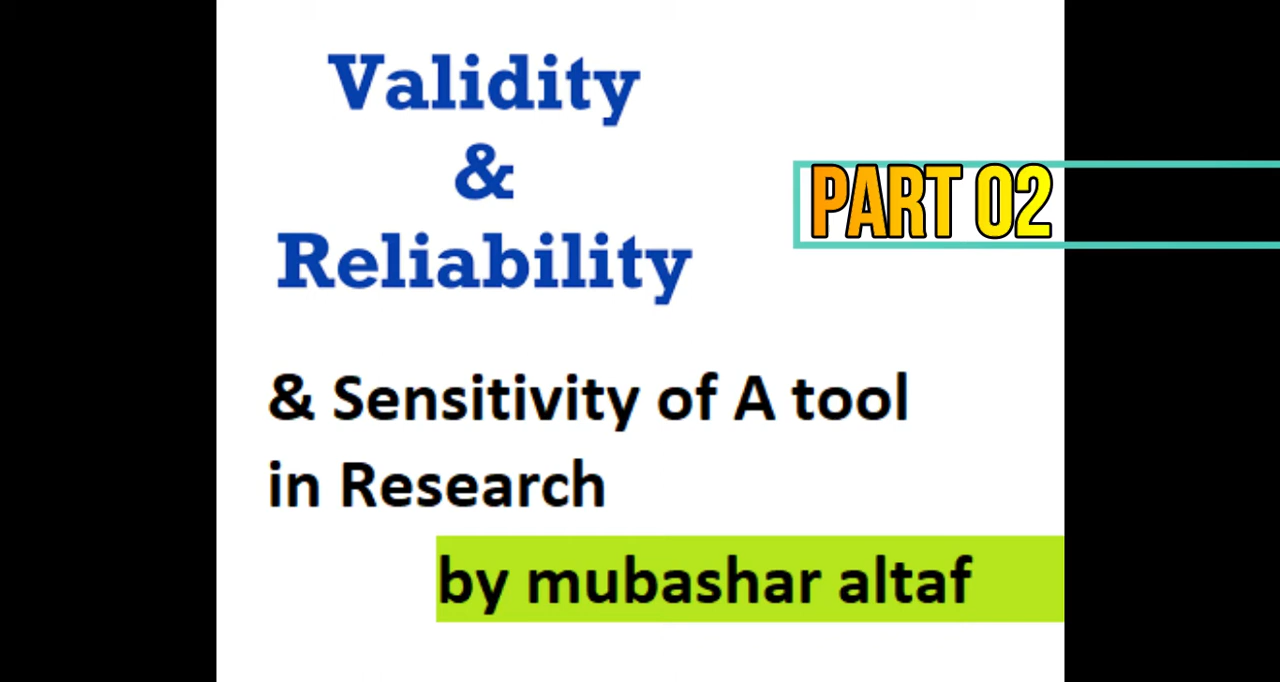 Validity
&
Reliability
PART 02
& Sensitivity of A tool
in Research
by mubashar altaf